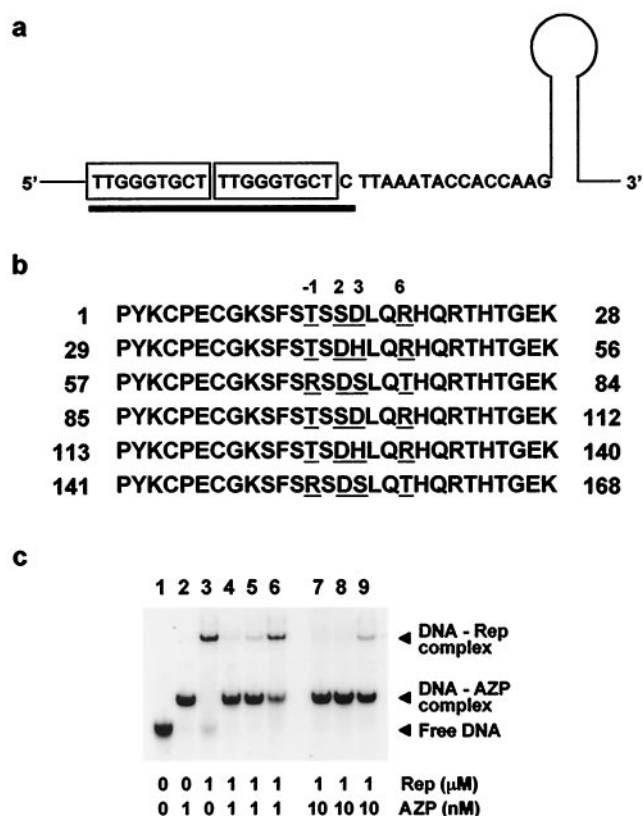 a
5' TTGGGTGCT TTGGGTGCT C TTAAATACCACCAAG 3'
b
-1 2 3 6
1 PYKCPECGKSFSTSSDLQRHQRTHTGEK 28
29 PYKCPECGKSFSTSDHLQRHQRTHTGEK 56
57 PYKCPECGKSFSRSDSLQTHQRTHTGEK 84
85 PYKCPECGKSFSTSSDLQRHQRTHTGEK 112
113 PYKCPECGKSFSTSDHLQRHQRTHTGEK 140
141 PYKCPECGKSFSRSDSLQTHQRTHTGEK 168
c
1 2 3 4 5 6 7 8 9
DNA - Rep
complex
DNA - AZP
complex
Free DNA
0 0 1 1 1 1 1 1 1 Rep (μM)
0 1 0 1 1 1 10 10 10 AZP (nM)